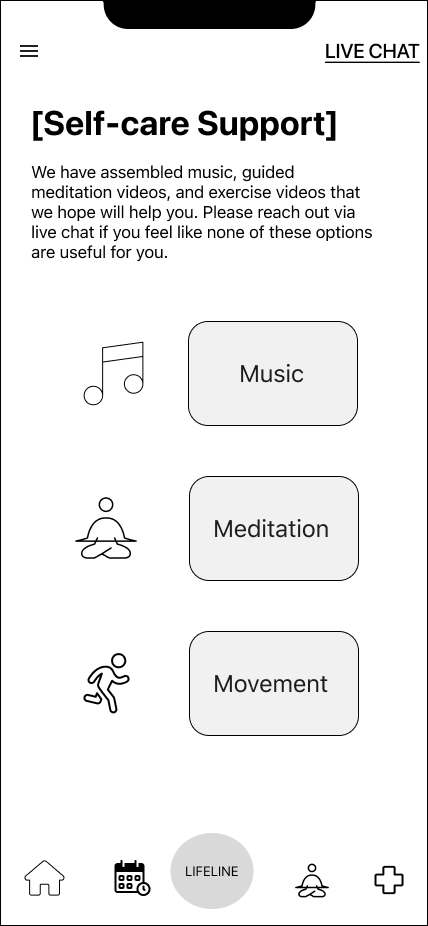 LIVE CHAT
[Self-care Support]
We have assembled music, guided
meditation videos, and exercise videos that
we hope will help you. Please reach out via
live chat if you feel like none of these options
are useful for you.
Music
Meditation
Movement
LIFELINE